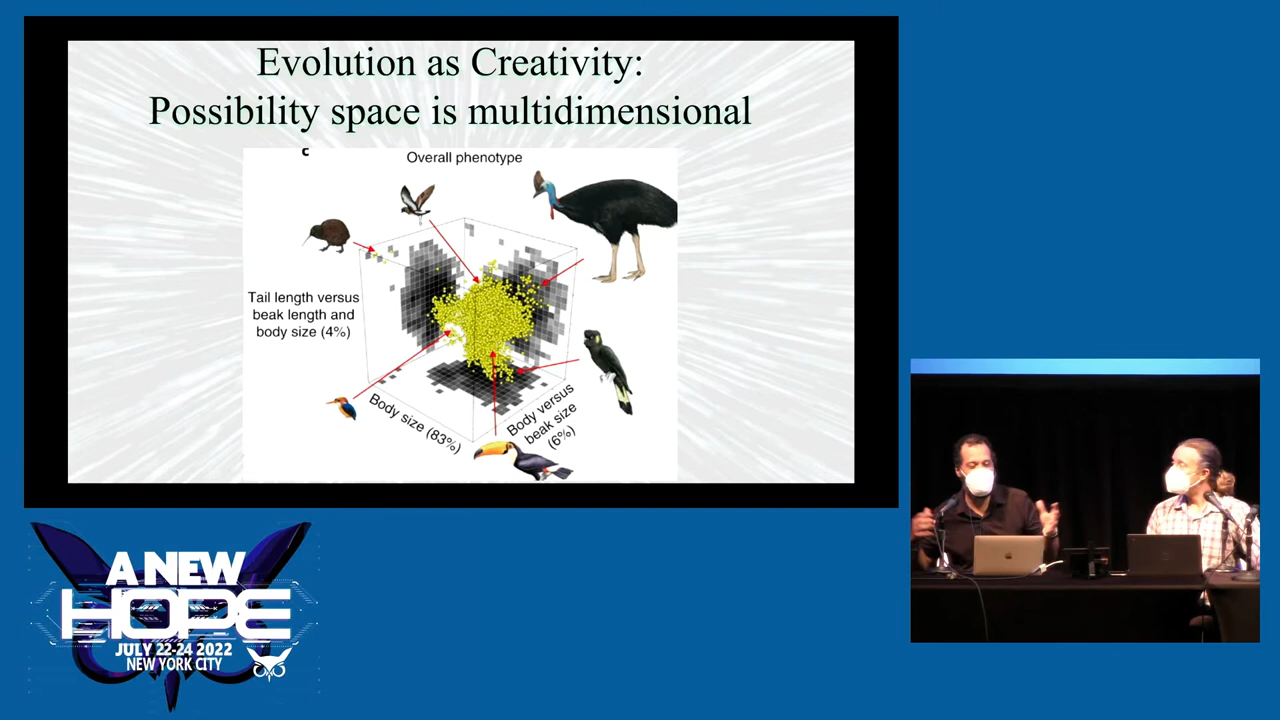 Evolution as Creativity:
Possibility space is multidimensional
c
Overall phenotype
Tail length versus
beak length and
body size (4%)
Body size (83%)
Body versus
beak size
(6%)
A NEW
HOPE
JULY 22-24 2022
NEW YORK CITY